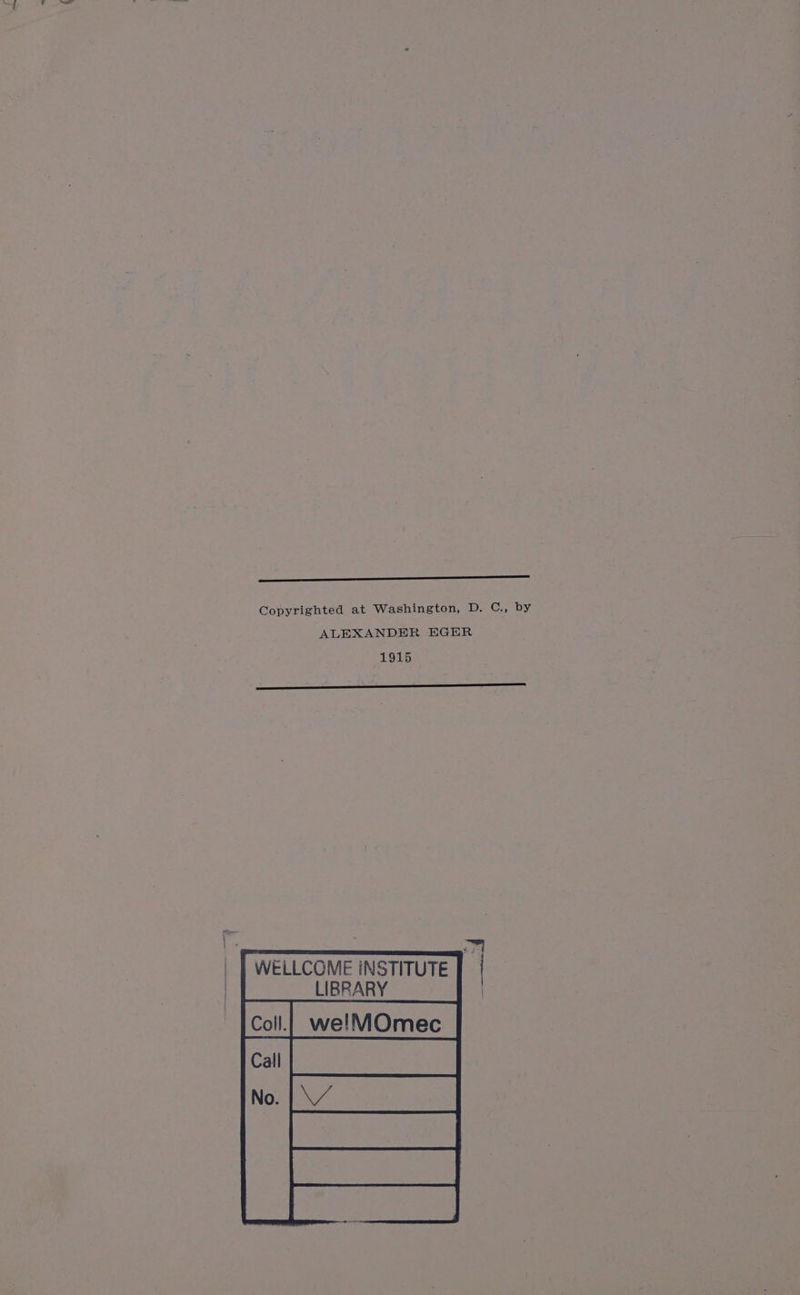 Copyrighted at Washington, D. C., by
ALEXANDER EGER
1915
WELLCOME INSTITUTE
LIBRARY
Coll. welMOmec
Call
No. V